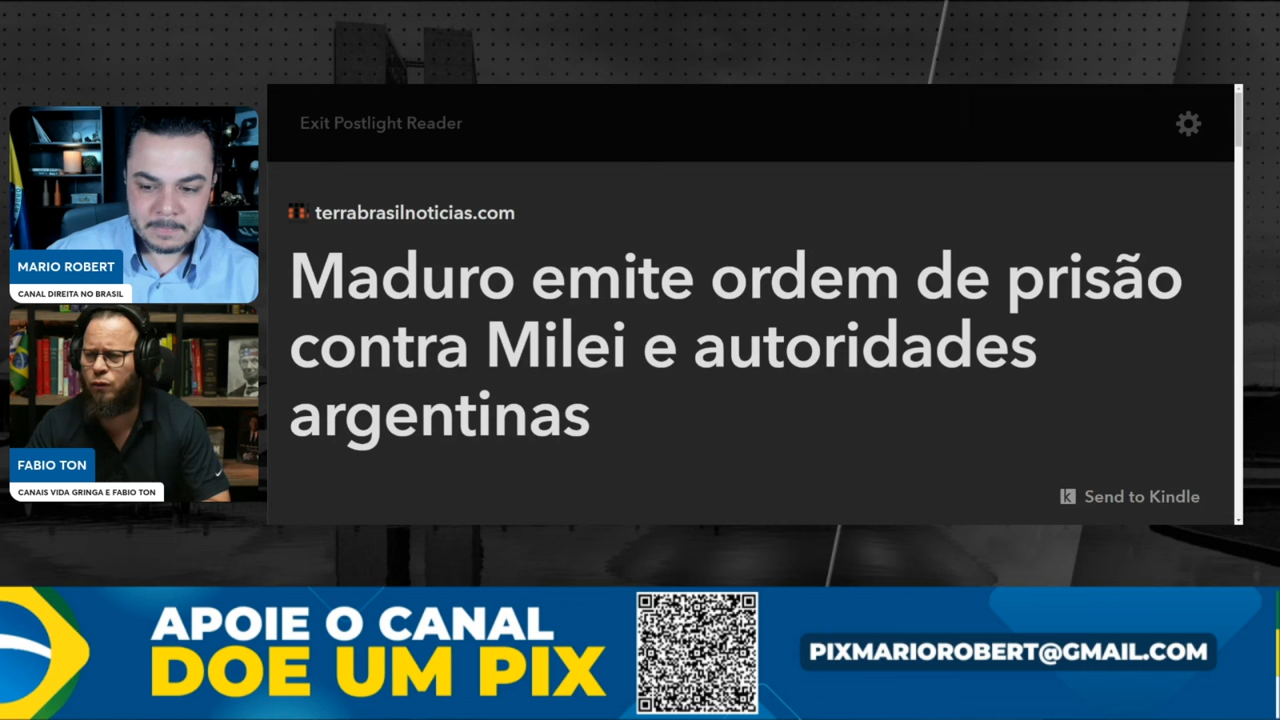 Exit Postlight Reader
terrabrasilnoticias.com
Maduro emite ordem de prisão
contra Milei e autoridades
argentinas
Send to Kindle
MARIO ROBERT
CANAL DIREITA NO BRASIL
FABIO TON
CANAIS VIDA GRINGA E FABIO TON
APOIE O CANAL
DOE UM PIX
PIXMARIOROBERT@GMAIL.COM